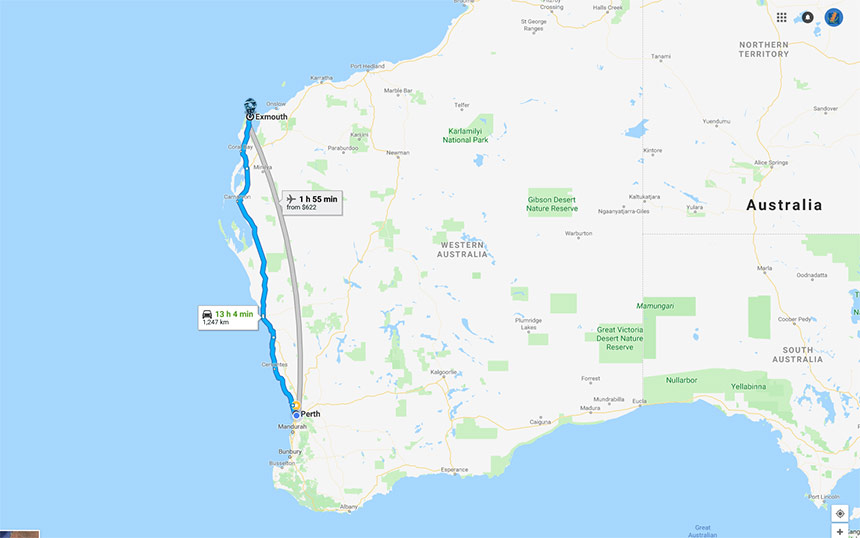 Broome
Fitzroy
Crossing
Halls Creek
St George
Ranges
Tanami
NORTHERN
TERRITORY
Port Hedland
Karratha
Marble Bar
Telfer
Onslow
Exmouth
Sandover
Yuendumu
Karlamilyi
National Park
Karijini
Paraburdoo
Newman
Kintore
Alice Springs
Gibson Desert
Nature Reserve
Kaltukatjara
Ngaanyatjarra-Giles
Yulara
Australia
1 h 55 min
from $622
Warburton
WESTERN
AUSTRALIA
Marla
Oodnadatta
Mamungari
13 h 4 min
1,247 km
Plumridge
Lakes
Great Victoria
Desert Nature
Reserve
Coober Pedy
SOUTH
AUSTRALIA
Cervantes
Kalgoorlie
Forrest
Nullarbor
Yellabinna
Mundrabilla
Eucla
Madura
Caiguna
Perth
Mandurah
Bunbury
Busselton
Esperance
Albany
Port Lincoln
Great
Australian